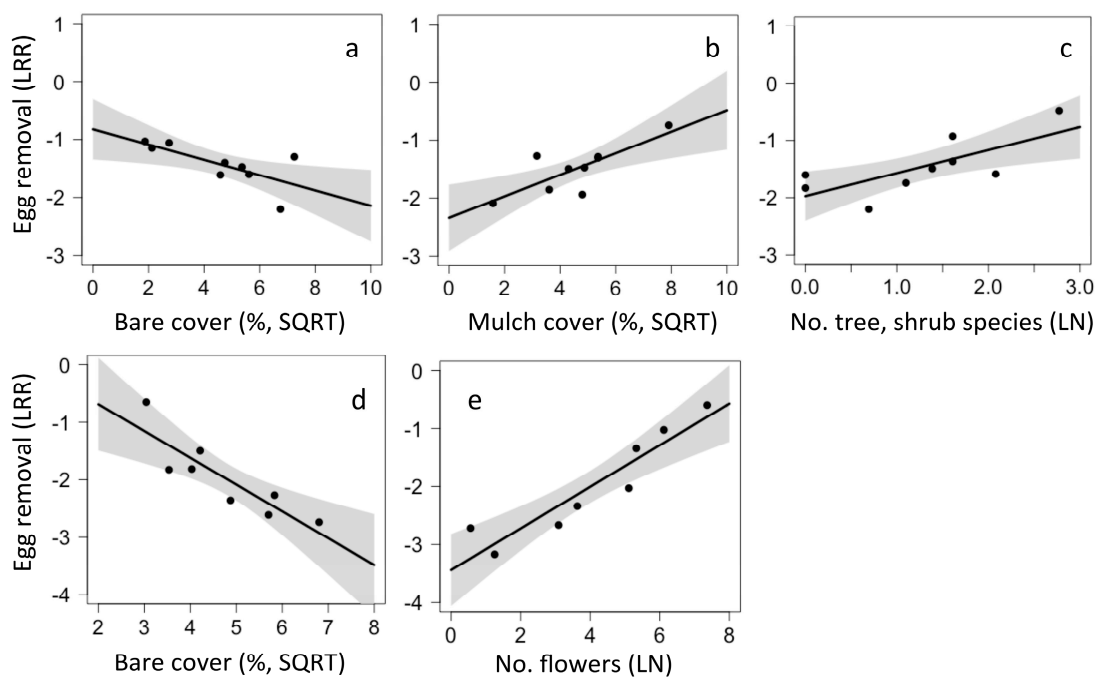 a
1
0
-1
-2
-3
Egg removal (LRR)
0 2 4 6 8 10
Bare cover (%, SQRT)
b
1
0
-1
-2
-3
0 2 4 6 8 10
Mulch cover (%, SQRT)
c
1
0
-1
-2
-3
0.0 1.0 2.0 3.0
No. tree, shrub species (LN)
d
0
-1
-2
-3
-4
Egg removal (LRR)
2 3 4 5 6 7 8
Bare cover (%, SQRT)
e
0
-1
-2
-3
-4
0 2 4 6 8
No. flowers (LN)